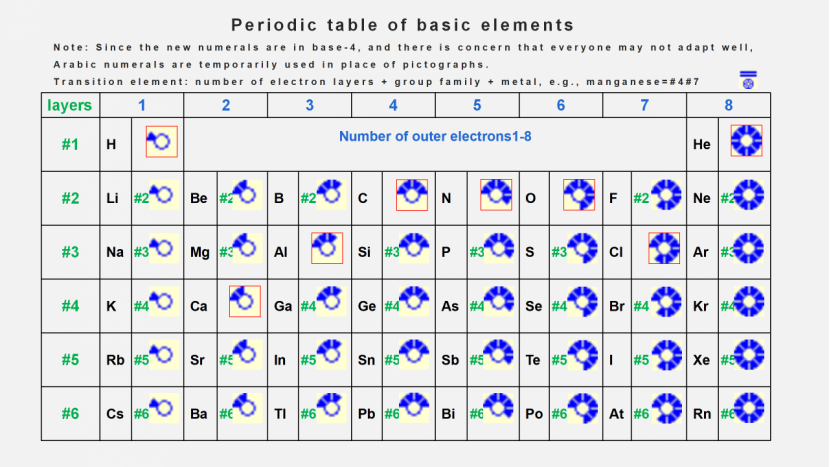 Periodic table of basic elements
Note: Since the new numerals are in base-4, and there is concern that everyone may not adapt well,
Arabic numerals are temporarily used in place of pictographs.
Transition element: number of electron layers + group family + metal, e.g., manganese=#4#7
layers 1 2 3 4 5 6 7 8
#1 H Number of outer electrons1-8 He
#2 Li #2 Be #2 B #2 C N O F #2 Ne #2
#3 Na #3 Mg #3 Al Si #3 P #3 S #3 Cl Ar #3
#4 K #4 Ca Ga #4 Ge #4 As #4 Se #4 Br #4 Kr #4
#5 Rb #5 Sr #5 In #5 Sn #5 Sb #5 Te #5 I #5 Xe #5
#6 Cs #6 Ba #6 Tl #6 Pb #6 Bi #6 Po #6 At #6 Rn #6